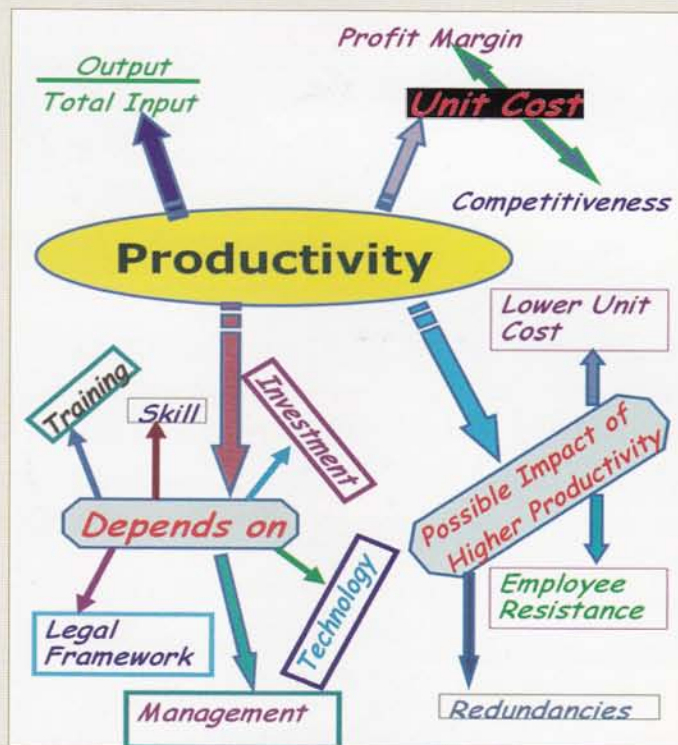 Profit Margin
Output
Total Input
Unit Cost
Competitiveness
Productivity
Lower Unit
Cost
Training
Skill
Investment
Possible Impact of
Higher Productivity
Depends on
Employee
Resistance
Legal
Framework
Technology
Management
Redundancies